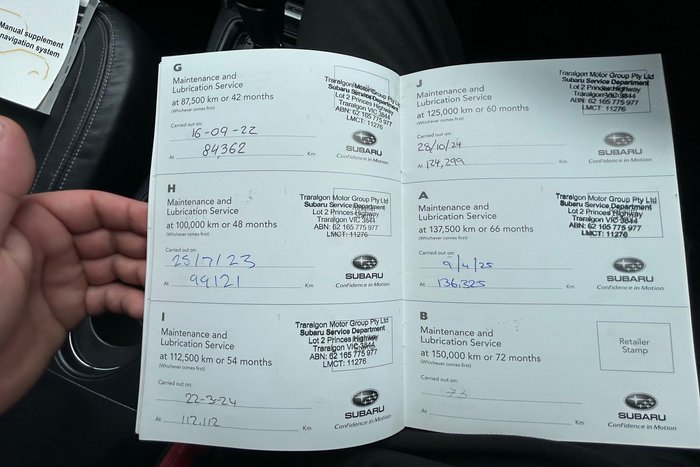 Manual supplement
navigation system
G
Maintenance and
Lubrication Service
at 87,500 km or 42 months
(Whichever comes first)
Carried out on:
16-09-22
At 84,362 Km
Traralgon Motor Group Pty Ltd
Subaru Service Department
Lot 2 Princes Highway
Traralgon VIC 3844
ABN: 62 165 775 977
LMCT: 11276
SUBARU
Confidence in Motion
H
Maintenance and
Lubrication Service
at 100,000 km or 48 months
(Whichever comes first)
Carried out on:
25/7/23
At 99121 Km
Traralgon Motor Group Pty Ltd
Subaru Service Department
Lot 2 Princes Highway
Traralgon VIC 3844
ABN: 62 165 775 977
LMCT: 11276
SUBARU
Confidence in Motion
I
Maintenance and
Lubrication Service
at 112,500 km or 54 months
(Whichever comes first)
Carried out on:
22-3-24
At 112,112 Km
Traralgon Motor Group Pty Ltd
Subaru Service Department
Lot 2 Princes Highway
Traralgon VIC 3844
ABN: 62 165 775 977
LMCT: 11276
SUBARU
Confidence in Motion
J
Maintenance and
Lubrication Service
at 125,000 km or 60 months
(Whichever comes first)
Carried out on:
28/10/24
At 124,299 Km
Traralgon Motor Group Pty Ltd
Subaru Service Department
Lot 2 Princes Highway
Traralgon VIC 3844
ABN: 62 165 775 977
LMCT: 11276
SUBARU
Confidence in Motion
A
Maintenance and
Lubrication Service
at 137,500 km or 66 months
(Whichever comes first)
Carried out on:
9/4/25
At 136,325 Km
Traralgon Motor Group Pty Ltd
Subaru Service Department
Lot 2 Princes Highway
Traralgon VIC 3844
ABN: 62 165 775 977
LMCT: 11276
SUBARU
Confidence in Motion
B
Maintenance and
Lubrication Service
at 150,000 km or 72 months
(Whichever comes first)
Carried out on:
At Km
Retailer
Stamp
SUBARU
Confidence in Motion